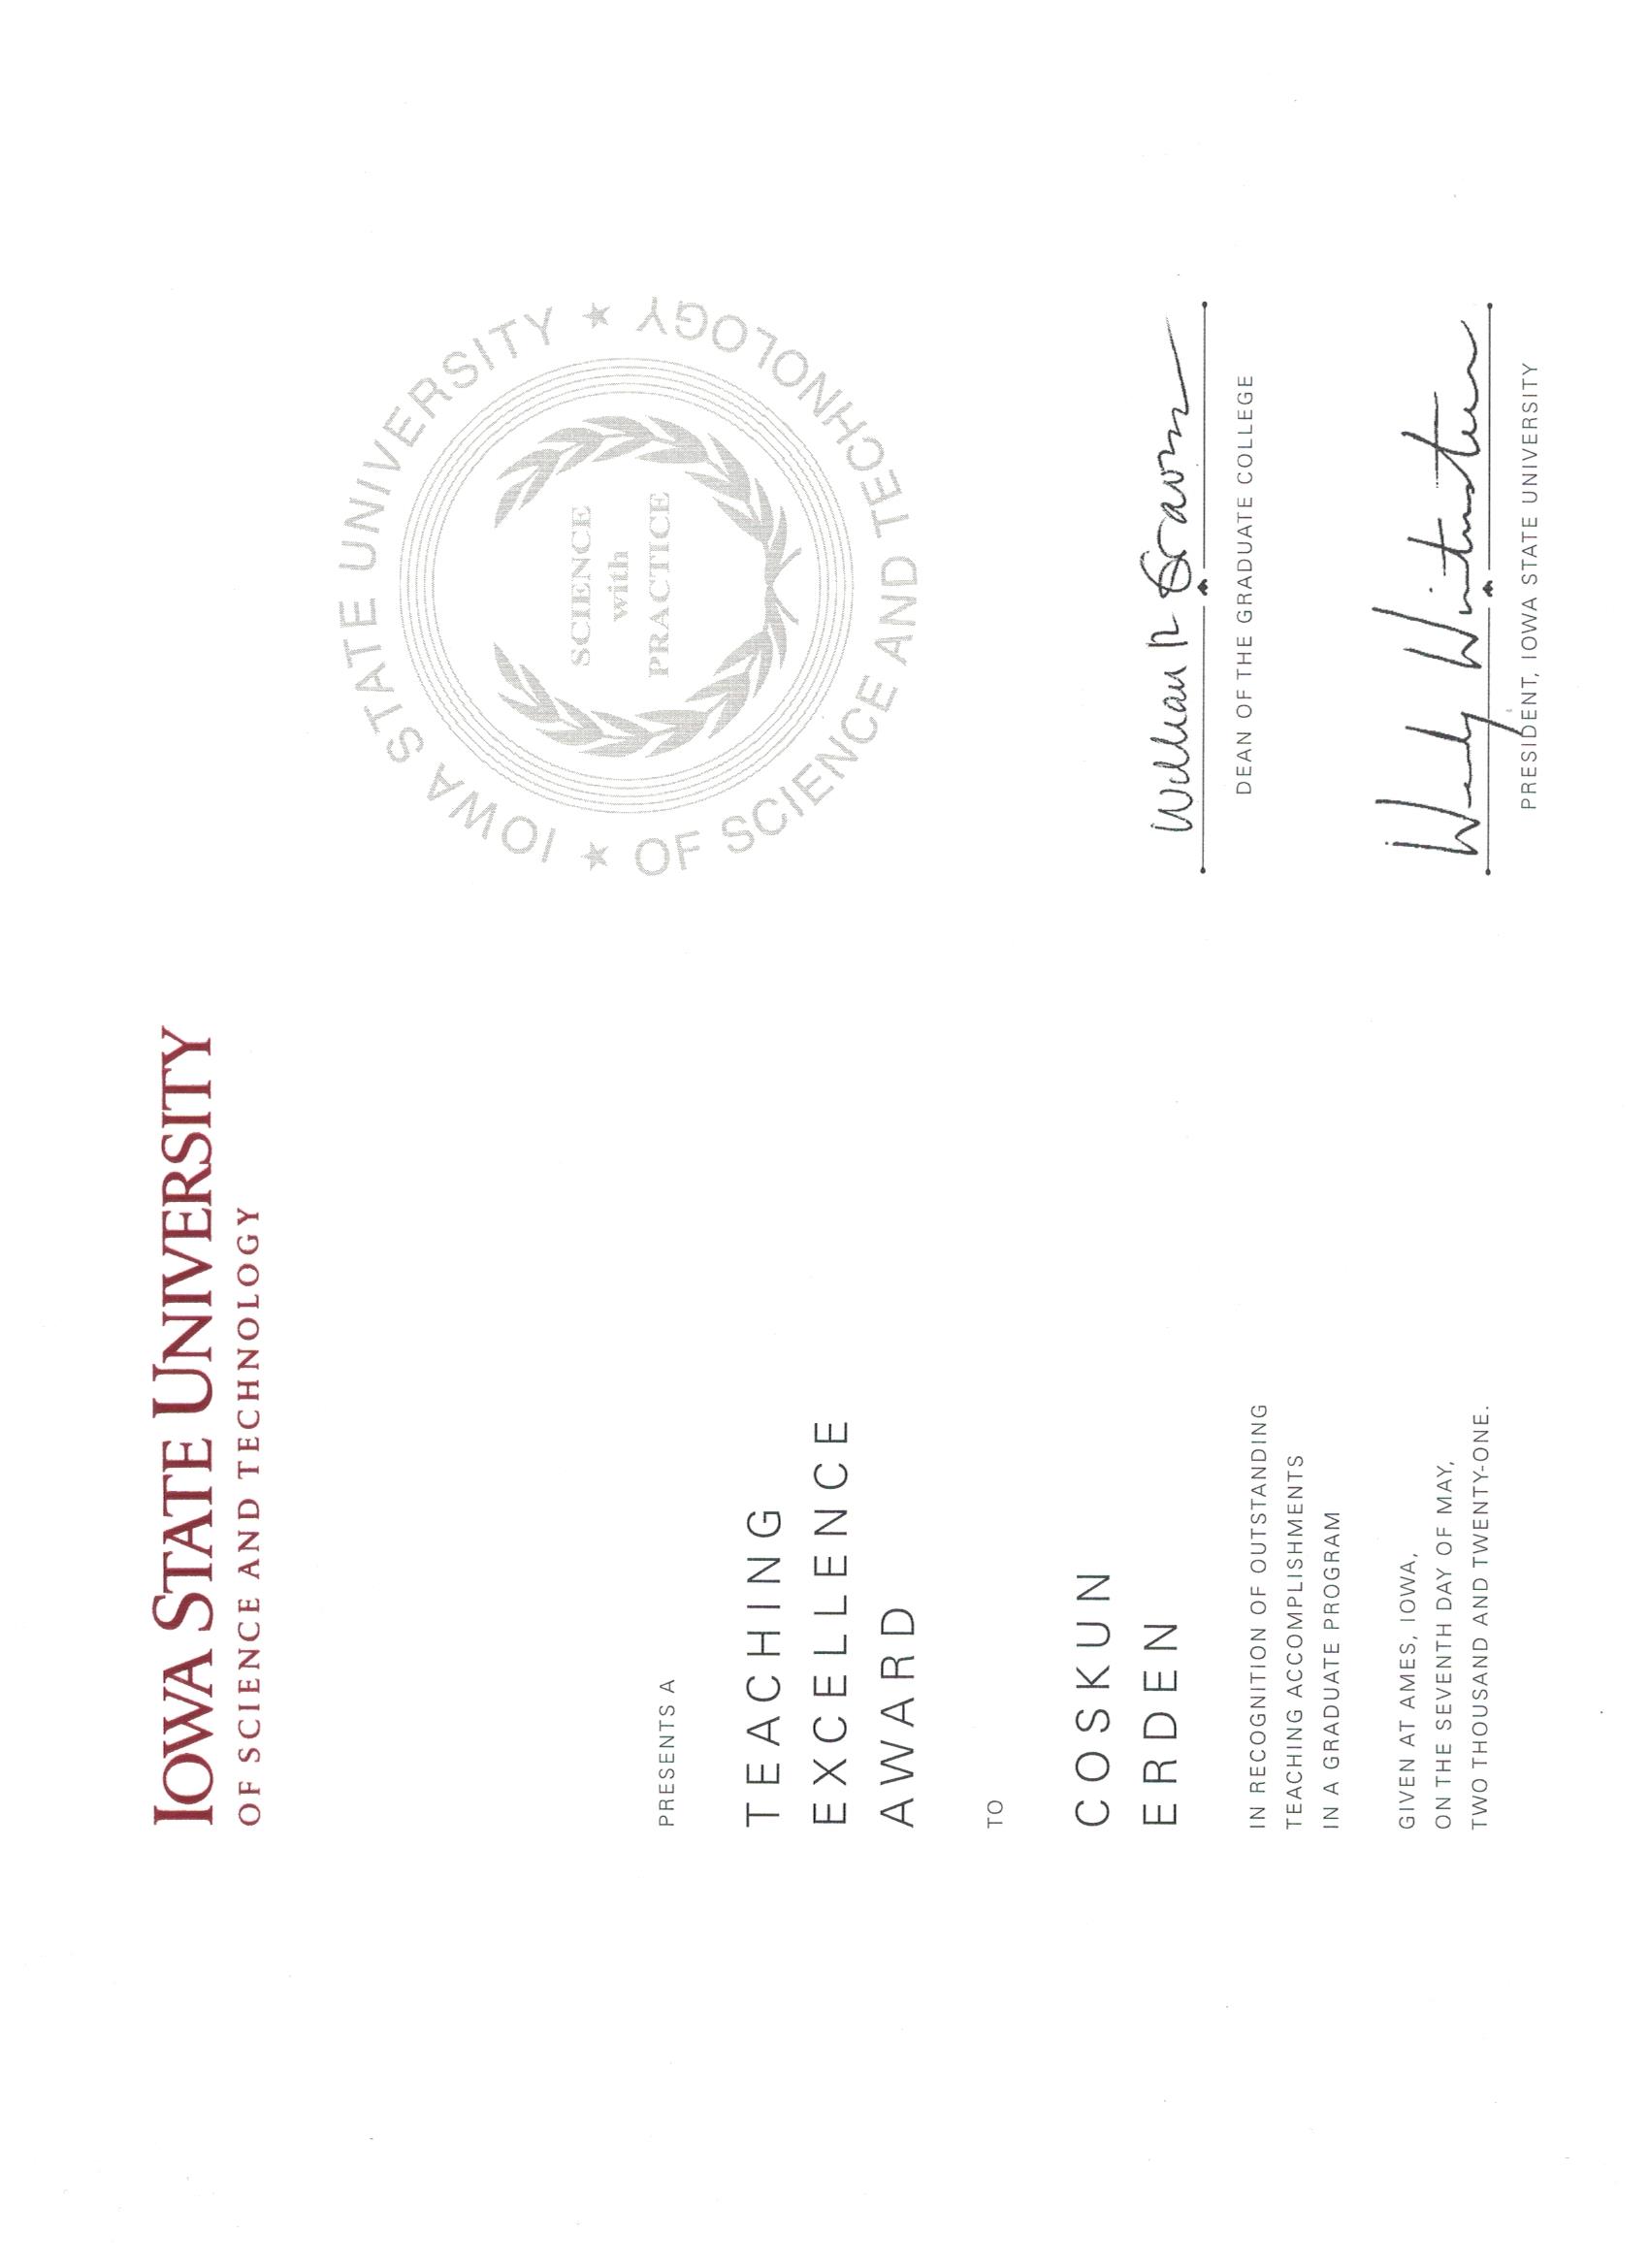 IOWA STATE UNIVERSITY
OF SCIENCE AND TECHNOLOGY
PRESENTS A
TEACHING
EXCELLENCE
AWARD
TO
COSKUN
ERDEN
IN RECOGNITION OF OUTSTANDING
TEACHING ACCOMPLISHMENTS
IN A GRADUATE PROGRAM
GIVEN AT AMES, IOWA,
ON THE SEVENTH DAY OF MAY,
TWO THOUSAND AND TWENTY-ONE.
IOWA STATE UNIVERSITY
OF SCIENCE AND TECHNOLOGY
SCIENCE
with
PRACTICE
William R Graves
DEAN OF THE GRADUATE COLLEGE
Wendy Wintersteen
PRESIDENT, IOWA STATE UNIVERSITY